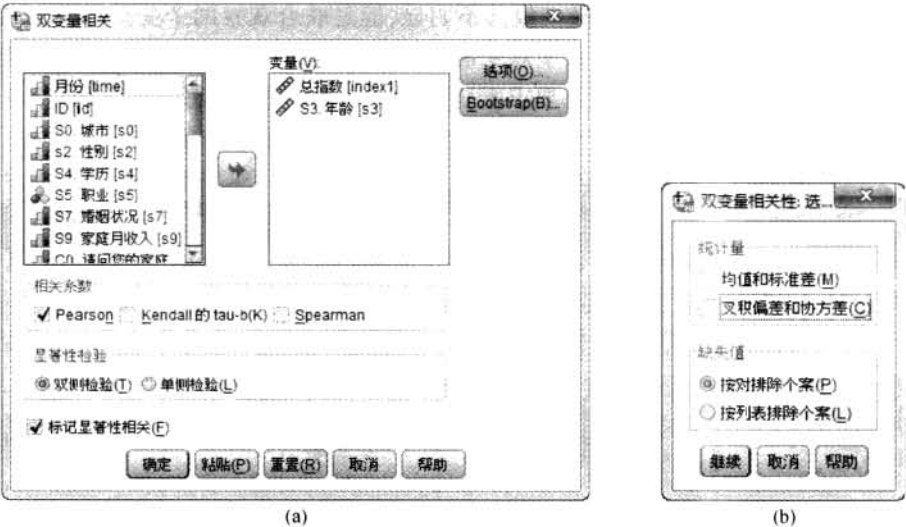 双变量相关
变量(V):
月份 [time]
ID [id]
S0. 城市 [s0]
s2. 性别 [s2]
S4. 学历 [s4]
S5. 职业 [s5]
S7. 婚姻状况 [s7]
S9. 家庭月收入 [s9]
C0. 请问您的家庭
总指数 [index1]
S3. 年龄 [s3]
选项(O)...
Bootstrap(B)...
相关系数
Pearson Kendall 的 tau-b(K) Spearman
显著性检验
双侧检验(T) 单侧检验(L)
标记显著性相关(F)
确定 粘贴(P) 重置(R) 取消 帮助
(a)
双变量相关性: 选...
统计量
均值和标准差(M)
叉积偏差和协方差(C)
缺失值
按对排除个案(P)
按列表排除个案(L)
继续 取消 帮助
(b)